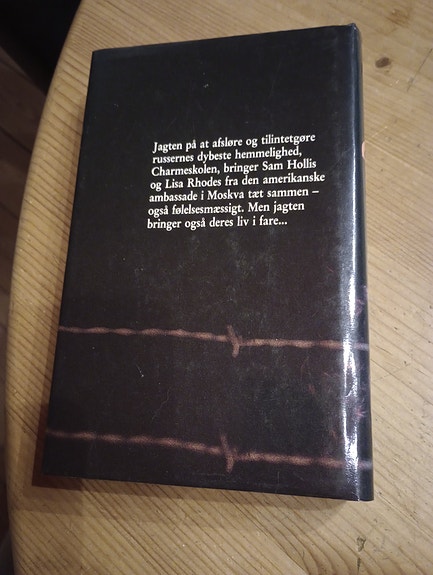 Jagten på at afsløre og tilintetgøre
russernes dybeste hemmelighed,
Charmeskolen, bringer Sam Hollis
og Lisa Rhodes fra den amerikanske
ambassade i Moskva tæt sammen –
også følelsesmæssigt. Men jagten
bringer også deres liv i fare...